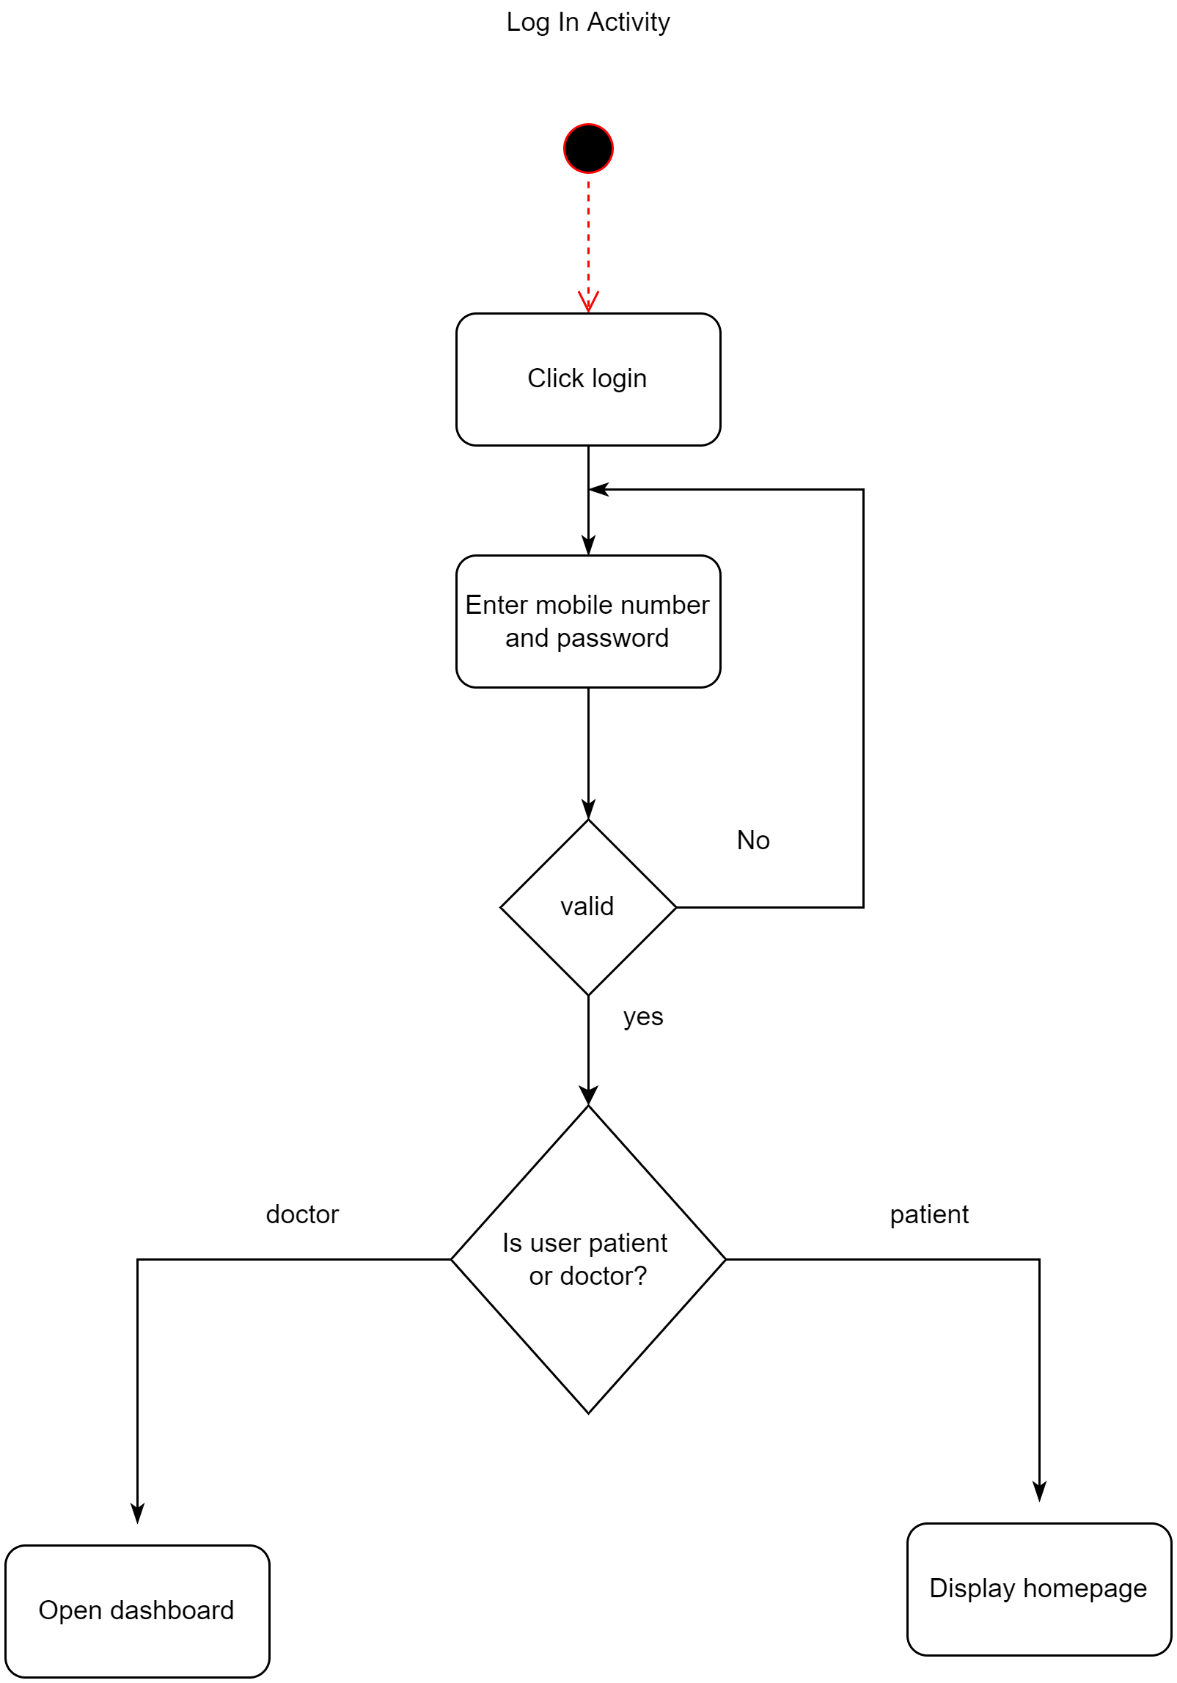 Log In Activity
Click login
Enter mobile number
and password
No
valid
yes
doctor
patient
Is user patient
or doctor?
Display homepage
Open dashboard